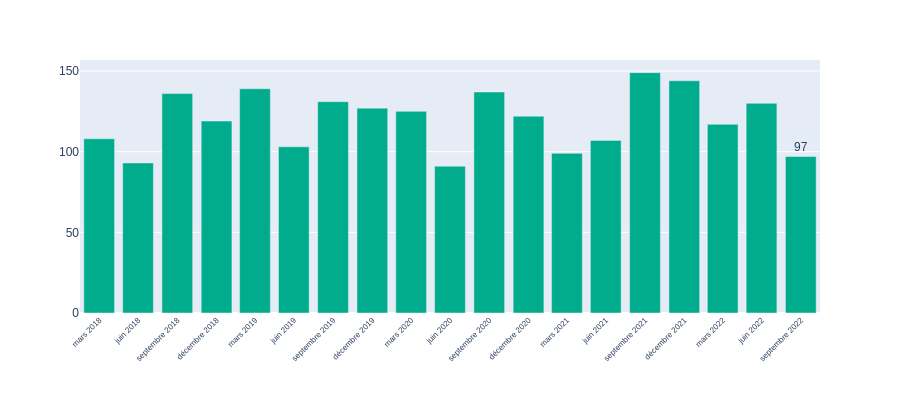 150
100
50
0
97
mars 2018
juin 2018
septembre 2018
décembre 2018
mars 2019
juin 2019
septembre 2019
décembre 2019
mars 2020
juin 2020
septembre 2020
décembre 2020
mars 2021
juin 2021
septembre 2021
décembre 2021
mars 2022
juin 2022
septembre 2022